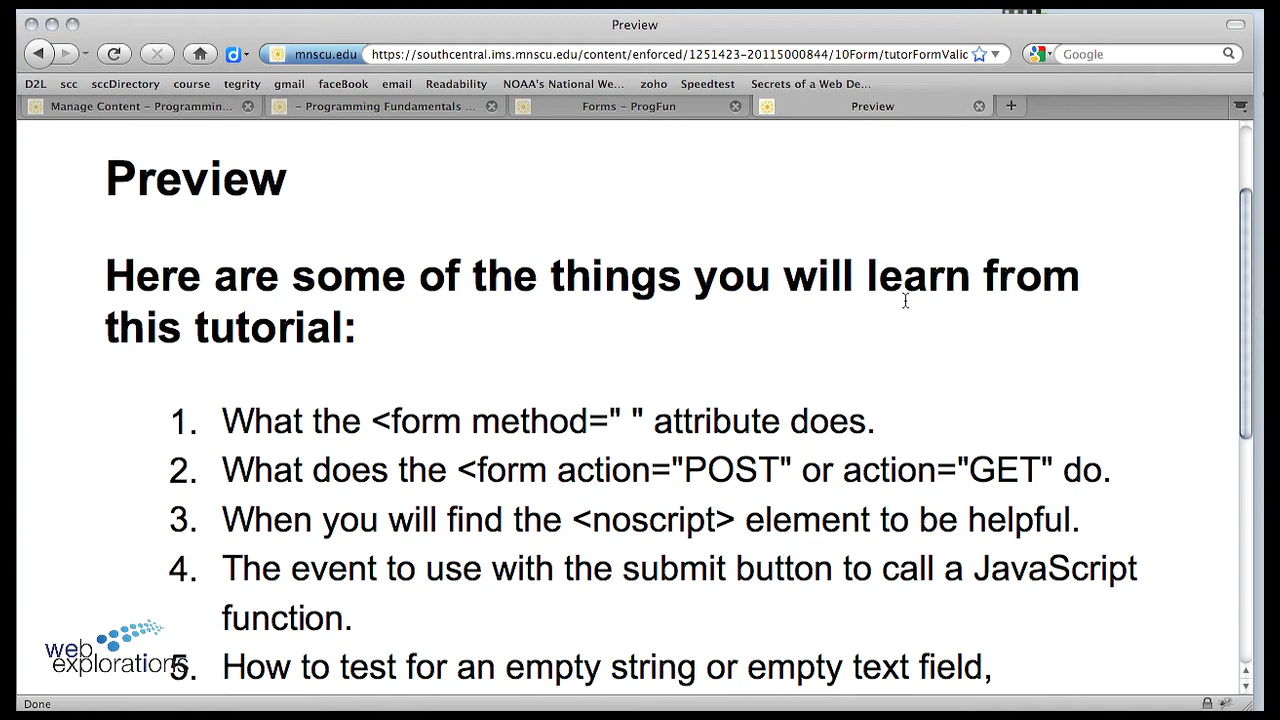 Preview
mnscu.edu
https://southcentral.ims.mnscu.edu/content/enforced/1251423-20115000844/10Form/tutorFormValic
Google
D2L scc sccDirectory course tegrity gmail faceBook email Readability NOAA's National We... zoho Speedtest Secrets of a Web De...
Manage Content – Programmin... – Programming Fundamentals ... Forms – ProgFun Preview
Preview
Here are some of the things you will learn from
this tutorial:
1. What the <form method=" " attribute does.
2. What does the <form action="POST" or action="GET" do.
3. When you will find the <noscript> element to be helpful.
4. The event to use with the submit button to call a JavaScript
function.
5. How to test for an empty string or empty text field,
web
explorations
Done